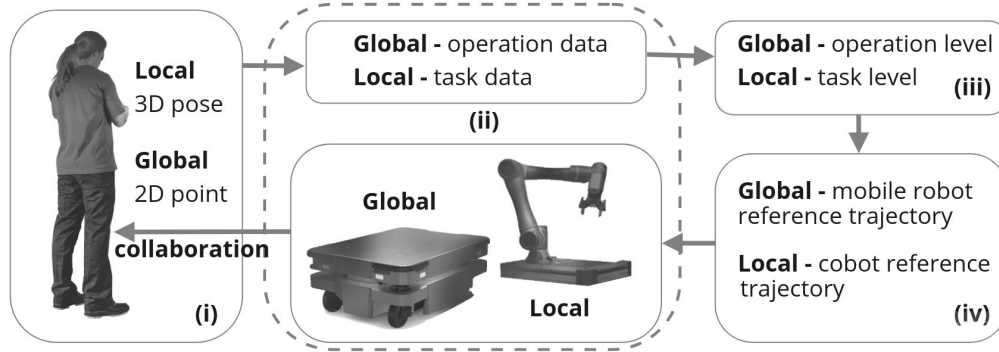 Local
3D pose
Global
2D point
collaboration
(i)
Global - operation data
Local - task data
(ii)
Global
Local
Global - operation level
Local - task level
(iii)
Global - mobile robot
reference trajectory
Local - cobot reference
trajectory
(iv)